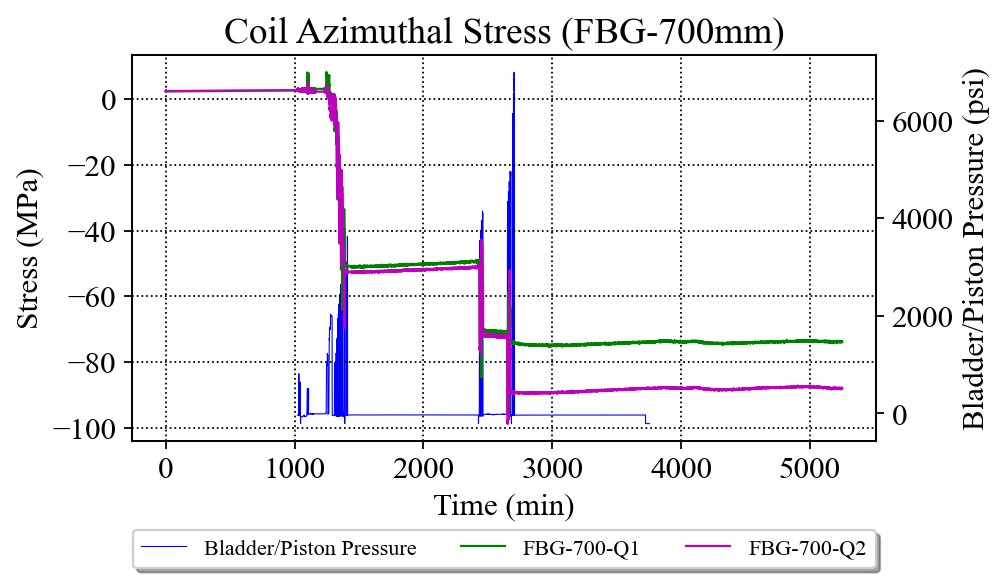 Coil Azimuthal Stress (FBG-700mm)
Stress (MPa)
0
−20
−40
−60
−80
−100
6000
4000
2000
0
Bladder/Piston Pressure (psi)
0 1000 2000 3000 4000 5000
Time (min)
Bladder/Piston Pressure FBG-700-Q1 FBG-700-Q2